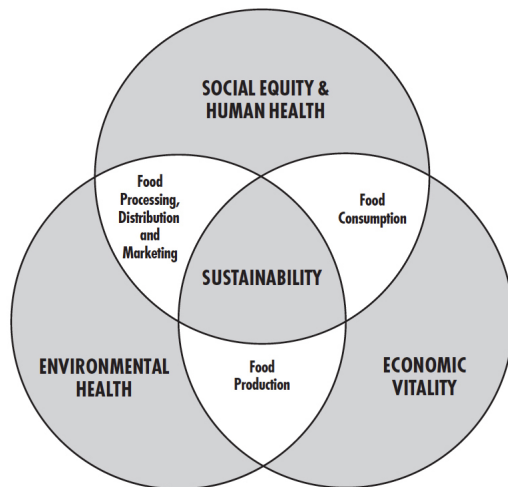 SOCIAL EQUITY &
HUMAN HEALTH
Food
Processing,
Distribution
and
Marketing
Food
Consumption
SUSTAINABILITY
ENVIRONMENTAL
HEALTH
Food
Production
ECONOMIC
VITALITY